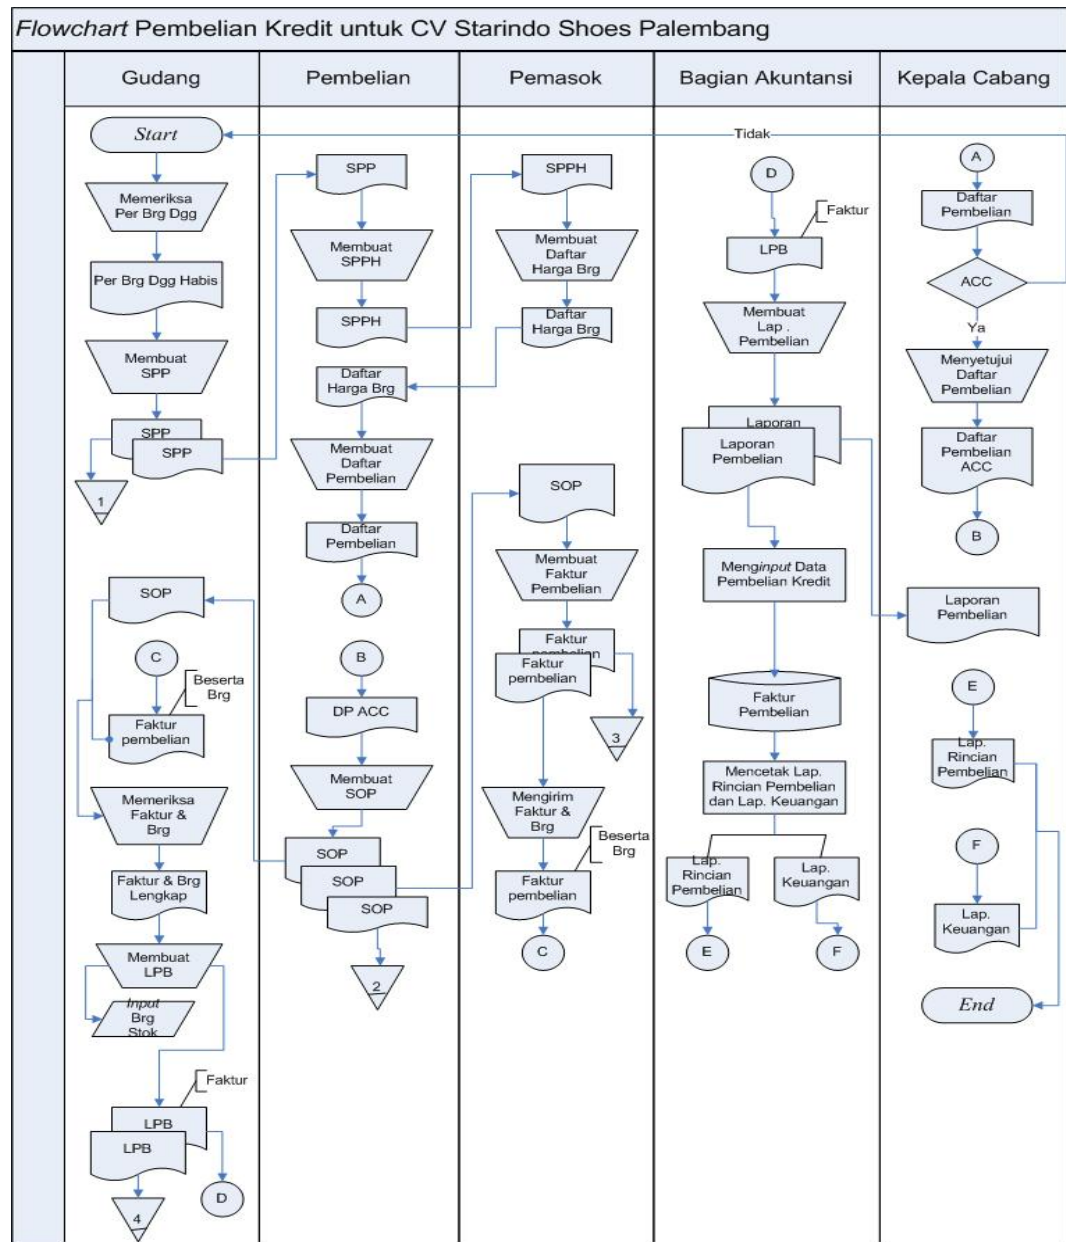 Flowchart Pembelian Kredit untuk CV Starindo Shoes Palembang
Gudang
Pembelian
Pemasok
Bagian Akuntansi
Kepala Cabang
Start
Memeriksa
Per Brg Dgg
Per Brg Dgg Habis
Membuat
SPP
SPP
SPP
1
SOP
C
Beserta
Brg
Faktur
pembelian
Memeriksa
Faktur &
Brg
Faktur & Brg
Lengkap
Membuat
LPB
Input
Brg
Stok
Faktur
LPB
LPB
D
4
SPP
Membuat
SPPH
SPPH
Daftar
Harga Brg
Membuat
Daftar
Pembelian
Daftar
Pembelian
A
B
DP ACC
Membuat
SOP
SOP
SOP
SOP
2
SPPH
Membuat
Daftar
Harga Brg
Daftar
Harga Brg
SOP
Membuat
Faktur
Pembelian
Faktur
pembelian
Faktur
pembelian
3
Mengirim
Faktur &
Brg
Beserta
Brg
Faktur
pembelian
C
Tidak
D
Faktur
LPB
Membuat
Lap .
Pembelian
Laporan
Laporan
Pembelian
Menginput Data
Pembelian Kredit
Faktur
Pembelian
Mencetak Lap.
Rincian Pembelian
dan Lap. Keuangan
Lap.
Rincian
Pembelian
Lap.
Keuangan
E
F
A
Daftar
Pembelian
ACC
Ya
Menyetujui
Daftar
Pembelian
Daftar
Pembelian
ACC
B
Laporan
Pembelian
E
Lap.
Rincian
Pembelian
F
Lap.
Keuangan
End